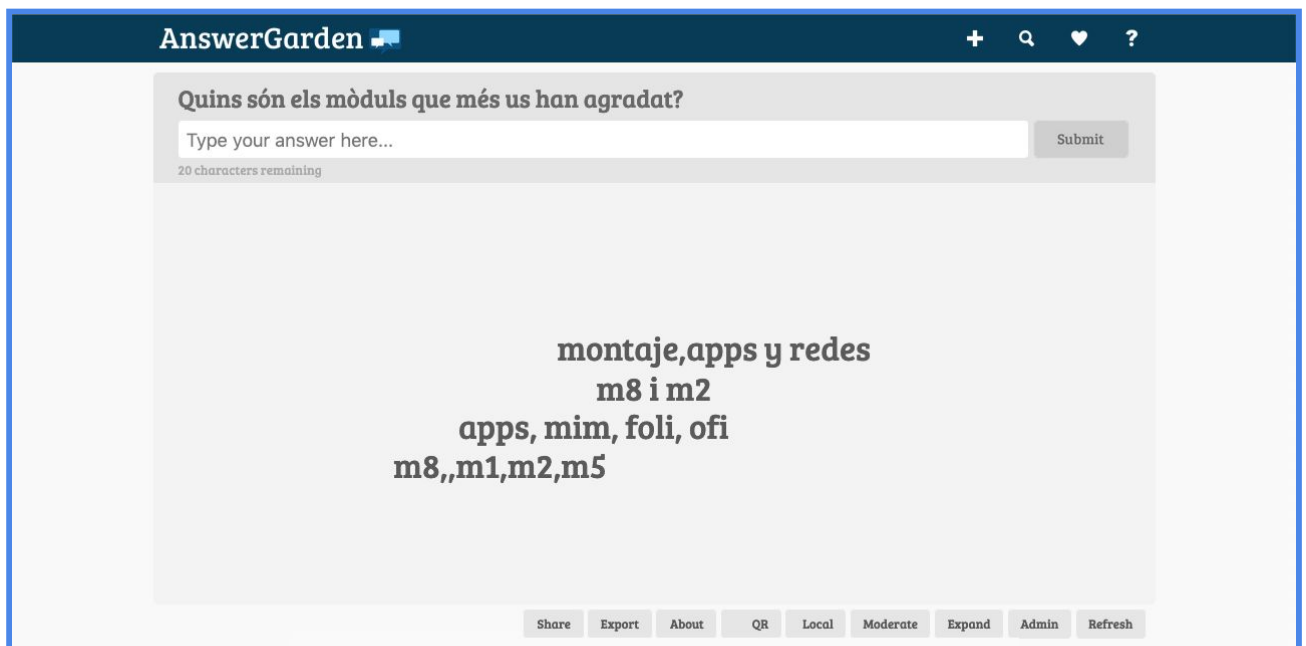 AnswerGarden
?
Quins són els mòduls que més us han agradat?
Type your answer here...
Submit
20 characters remaining
montaje,apps y redes
m8 i m2
apps, mim, foli, ofi
m8,,m1,m2,m5
Share Export About QR Local Moderate Expand Admin Refresh